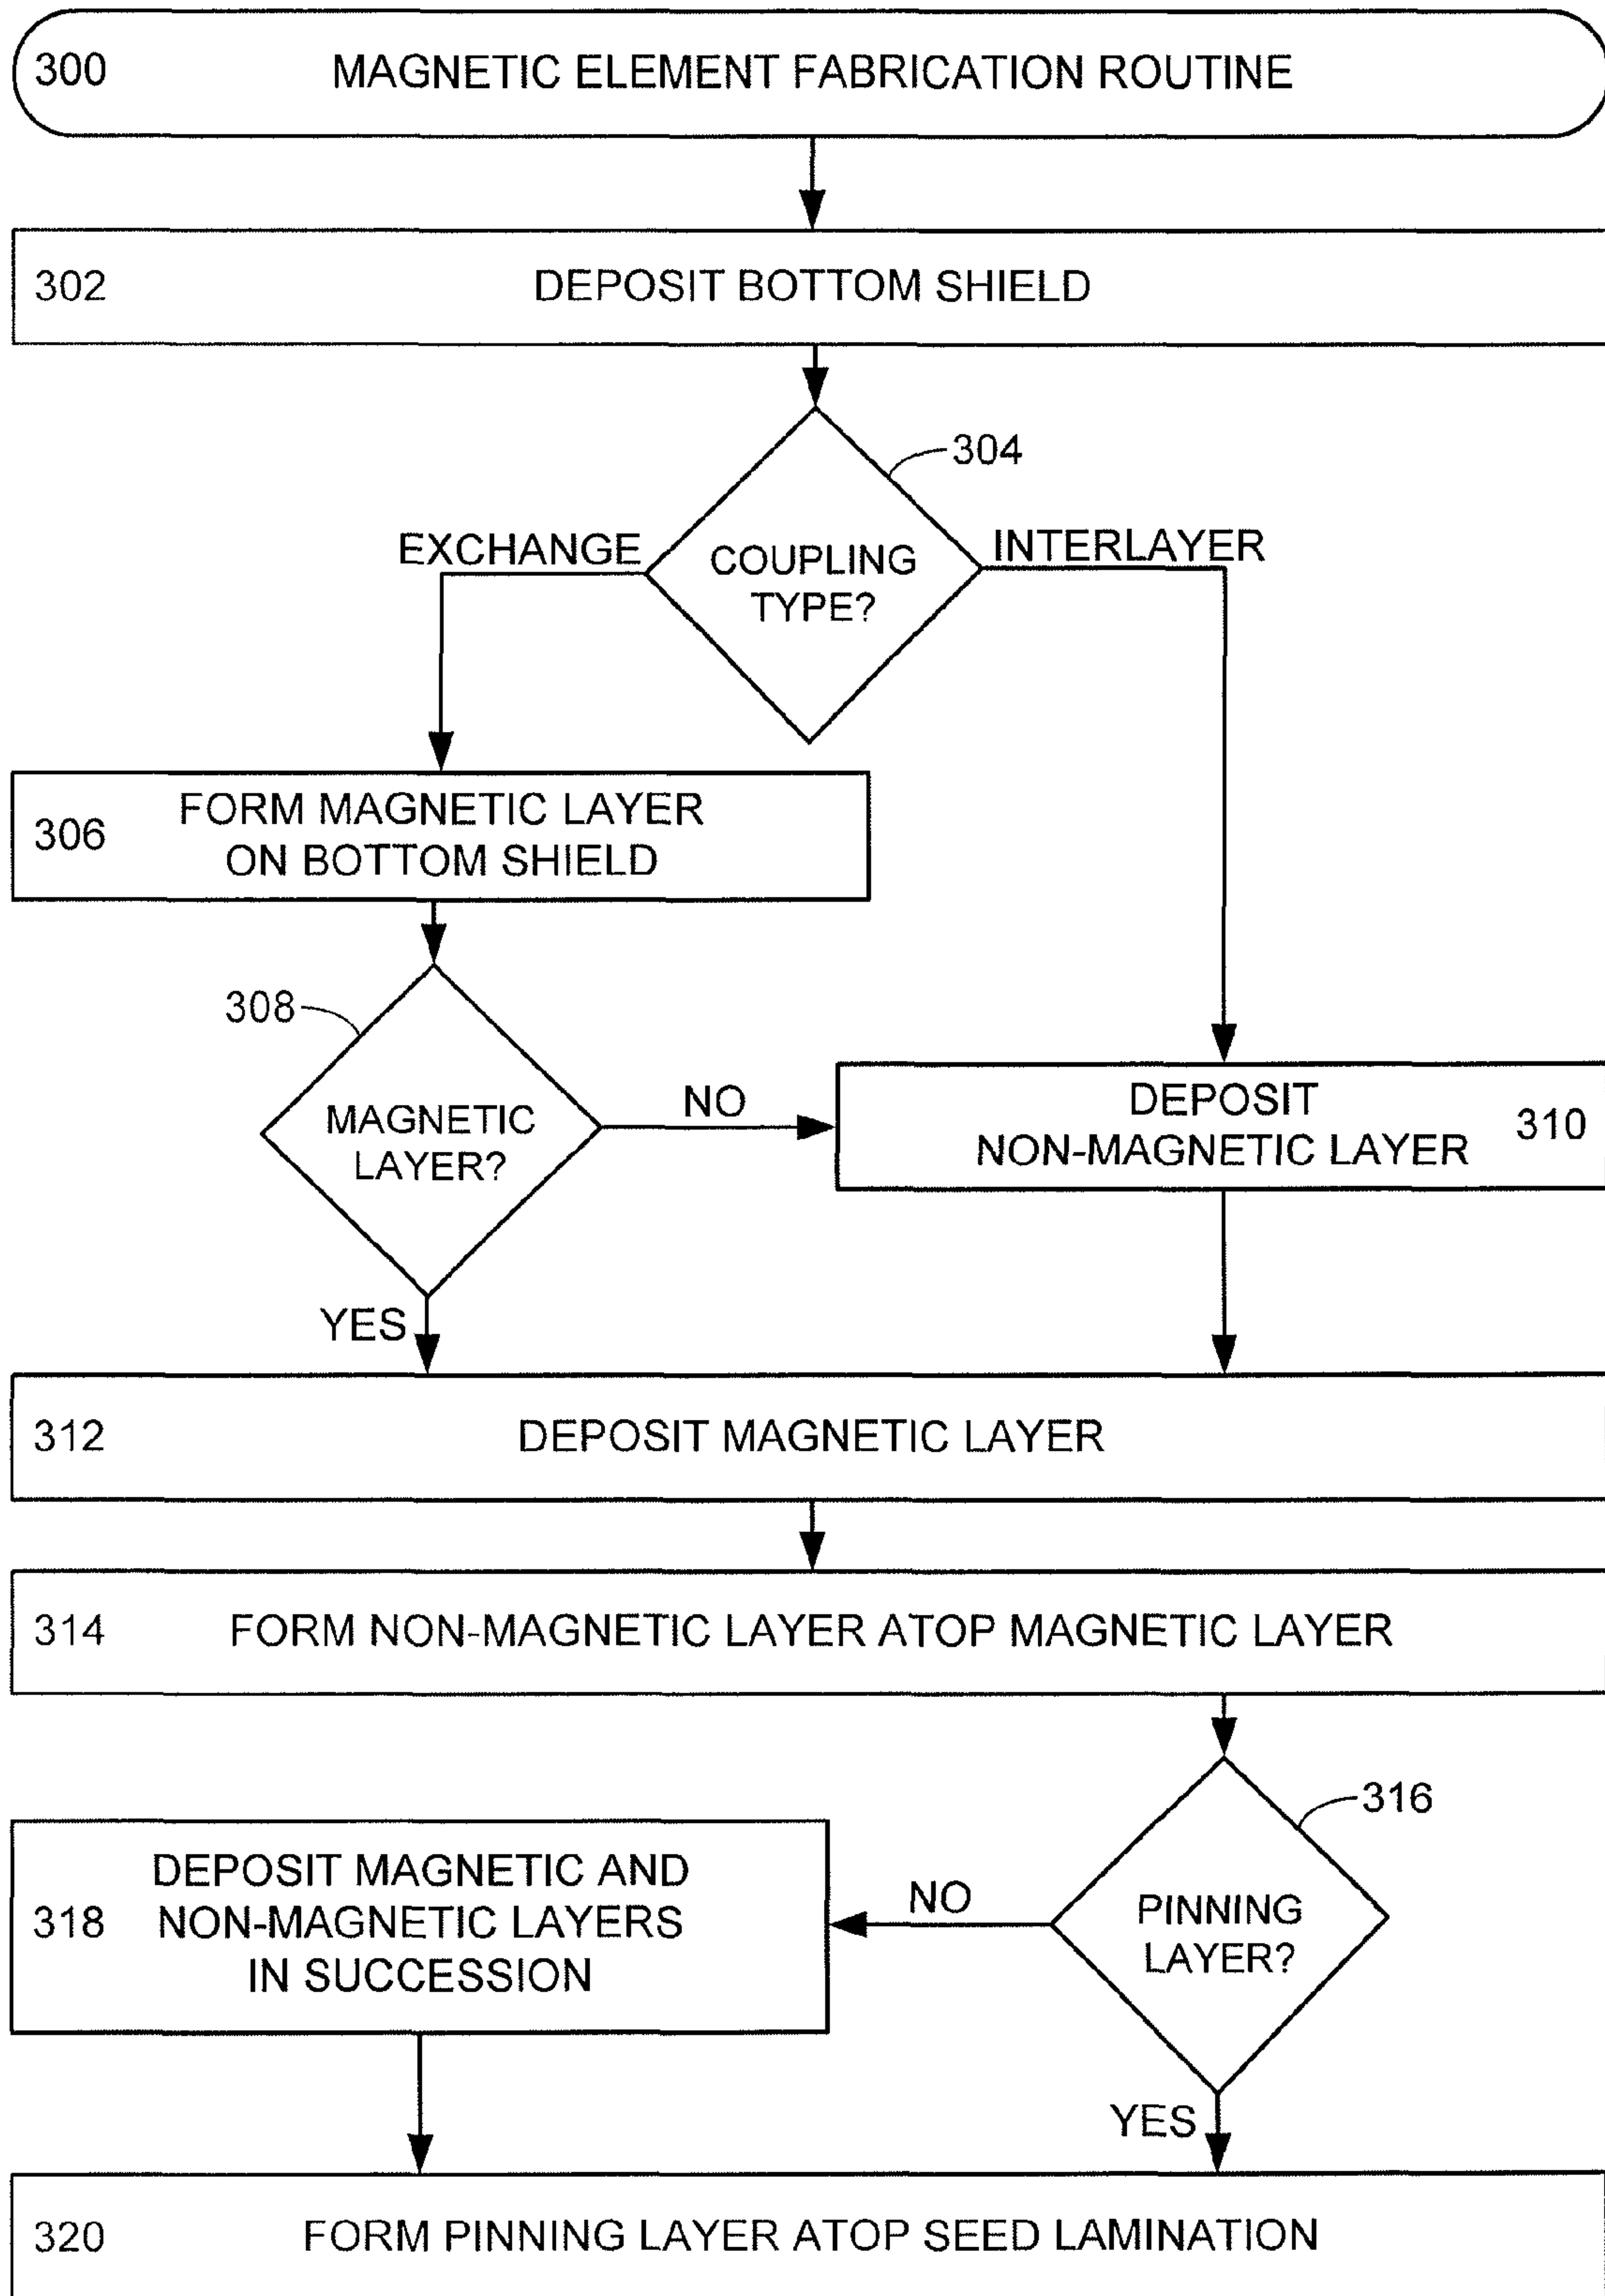 300 MAGNETIC ELEMENT FABRICATION ROUTINE
302 DEPOSIT BOTTOM SHIELD
304
EXCHANGE
INTERLAYER
COUPLING
TYPE?
306
FORM MAGNETIC LAYER
ON BOTTOM SHIELD
308
MAGNETIC
LAYER?
NO
DEPOSIT
NON-MAGNETIC LAYER
310
YES
312 DEPOSIT MAGNETIC LAYER
314 FORM NON-MAGNETIC LAYER ATOP MAGNETIC LAYER
316
PINNING
LAYER?
NO
318
DEPOSIT MAGNETIC AND
NON-MAGNETIC LAYERS
IN SUCCESSION
YES
320 FORM PINNING LAYER ATOP SEED LAMINATION